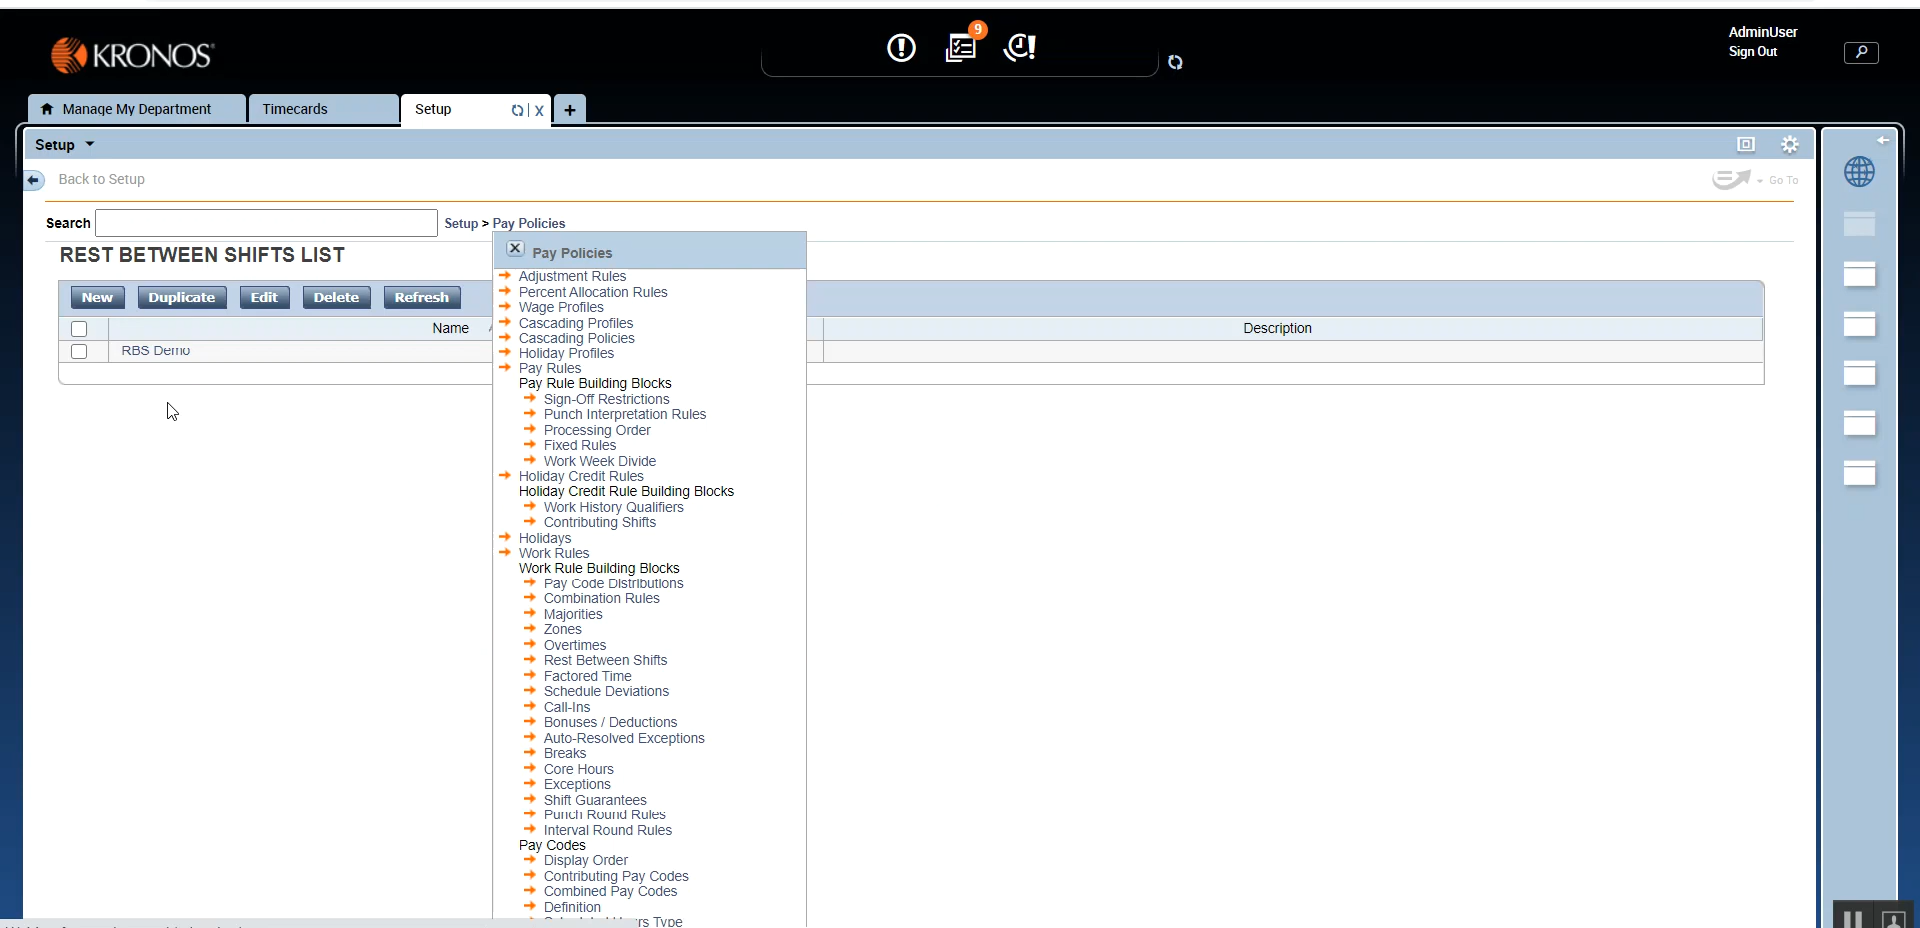 KRONOS
9
AdminUser
Sign Out
Manage My Department
Timecards
Setup
X
+
Setup
Back to Setup
Go To
Search
Setup > Pay Policies
REST BETWEEN SHIFTS LIST
Pay Policies
New
Duplicate
Edit
Delete
Refresh
Name
Description
RBS Demo
Adjustment Rules
Percent Allocation Rules
Wage Profiles
Cascading Profiles
Cascading Policies
Holiday Profiles
Pay Rules
Pay Rule Building Blocks
Sign-Off Restrictions
Punch Interpretation Rules
Processing Order
Fixed Rules
Work Week Divide
Holiday Credit Rules
Holiday Credit Rule Building Blocks
Work History Qualifiers
Contributing Shifts
Holidays
Work Rules
Work Rule Building Blocks
Pay Code Distributions
Combination Rules
Majorities
Zones
Overtimes
Rest Between Shifts
Factored Time
Schedule Deviations
Call-Ins
Bonuses / Deductions
Auto-Resolved Exceptions
Breaks
Core Hours
Exceptions
Shift Guarantees
Punch Round Rules
Interval Round Rules
Pay Codes
Display Order
Contributing Pay Codes
Combined Pay Codes
Definition
Type